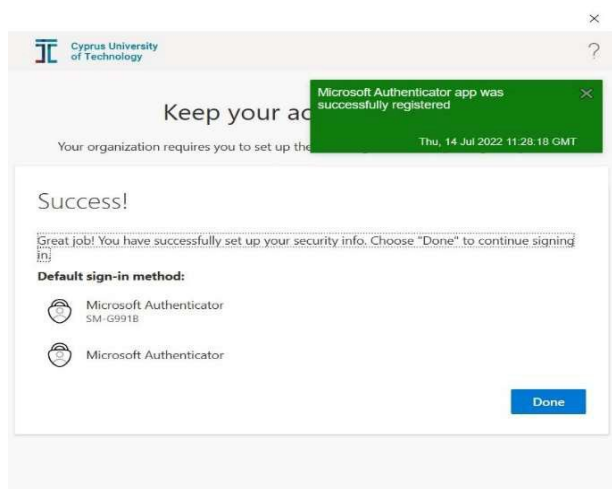 Cyprus University
of Technology
?
Keep your ac
Microsoft Authenticator app was
successfully registered
Thu, 14 Jul 2022 11:28:18 GMT
Your organization requires you to set up the
Success!
Great job! You have successfully set up your security info. Choose "Done" to continue signing
in.
Default sign-in method:
Microsoft Authenticator
SM-G991B
Microsoft Authenticator
Done